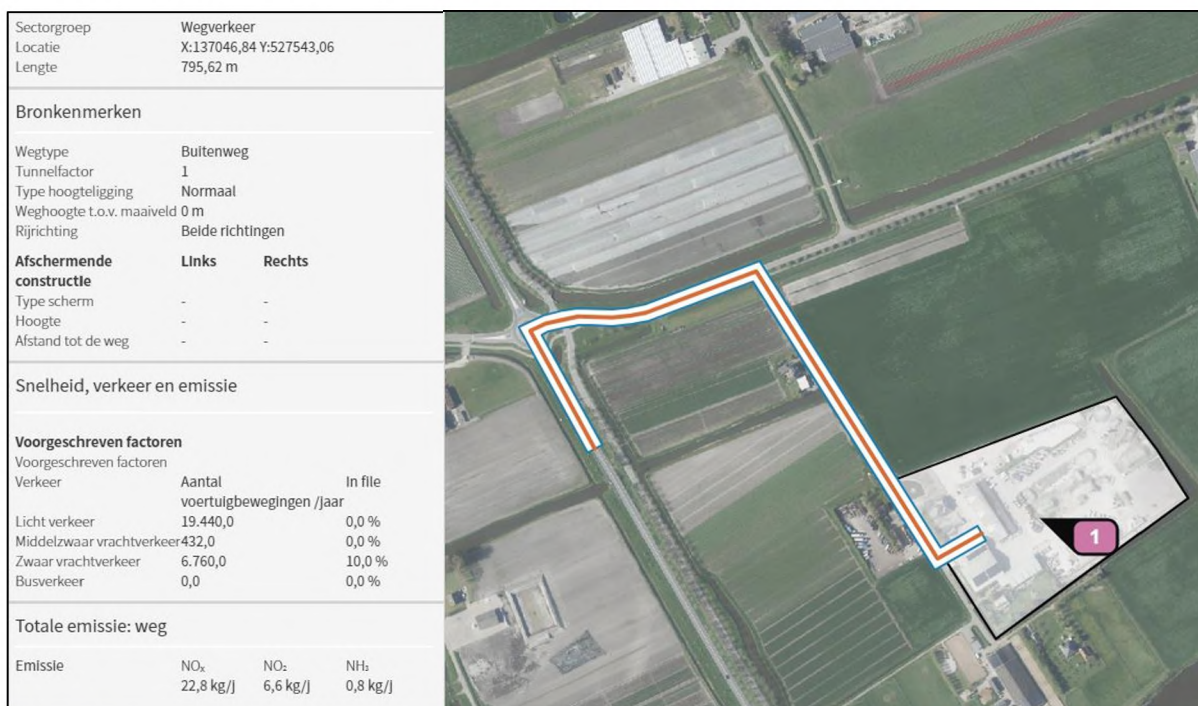 Sectorgroep Wegverkeer
Locatie X:137046,84 Y:527543,06
Lengte 795,62 m
Bronkenmerken
Wegtype Buitenweg
Tunnelfactor 1
Type hoogteligging Normaal
Weghoogte t.o.v. maaiveld 0 m
Rijrichting Beide richtingen
Afschermende Links Rechts
constructie
Type scherm - -
Hoogte - -
Afstand tot de weg - -
Snelheid, verkeer en emissie
Voorgeschreven factoren
Voorgeschreven factoren
Verkeer Aantal In file
voertuigbewegingen /jaar
Licht verkeer 19.440,0 0,0 %
Middelzwaar vrachtverkeer 432,0 0,0 %
Zwaar vrachtverkeer 6.760,0 10,0 %
Busverkeer 0,0 0,0 %
Totale emissie: weg
Emissie NOₓ NO₂ NH₃
22,8 kg/j 6,6 kg/j 0,8 kg/j
1